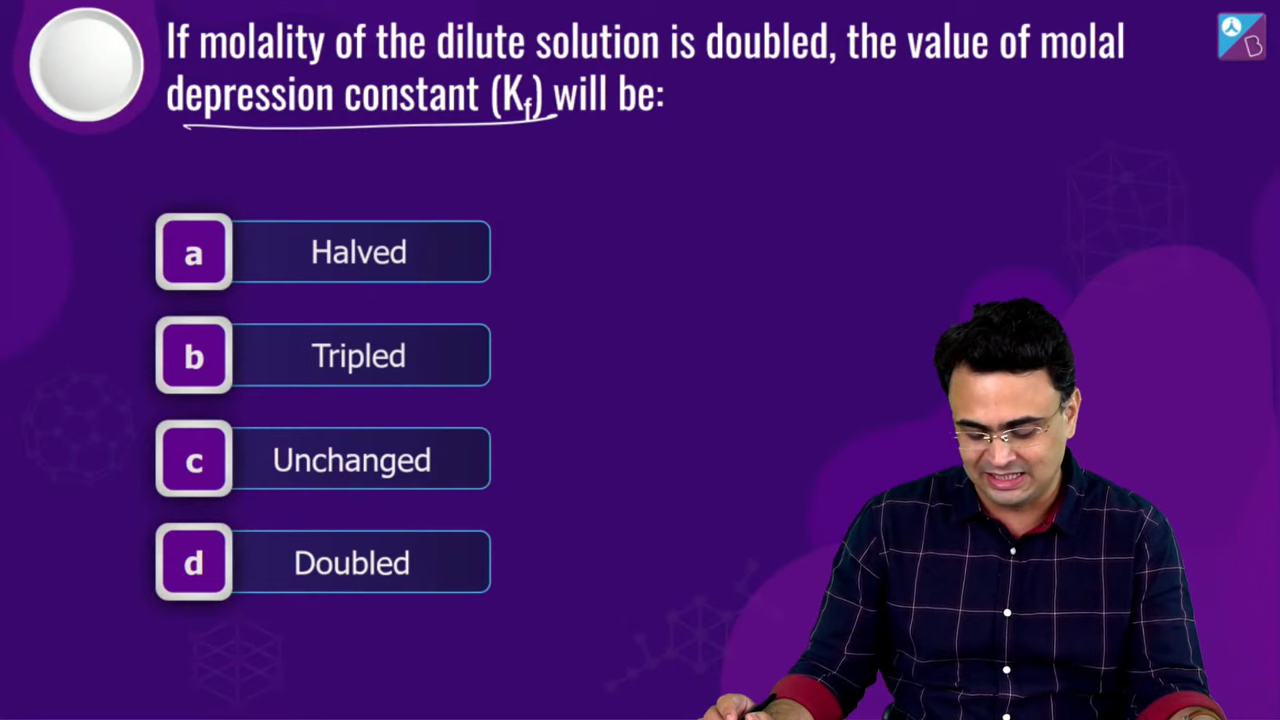 If molality of the dilute solution is doubled, the value of molal
depression constant (Kf) will be:
a Halved
b Tripled
c Unchanged
d Doubled
B